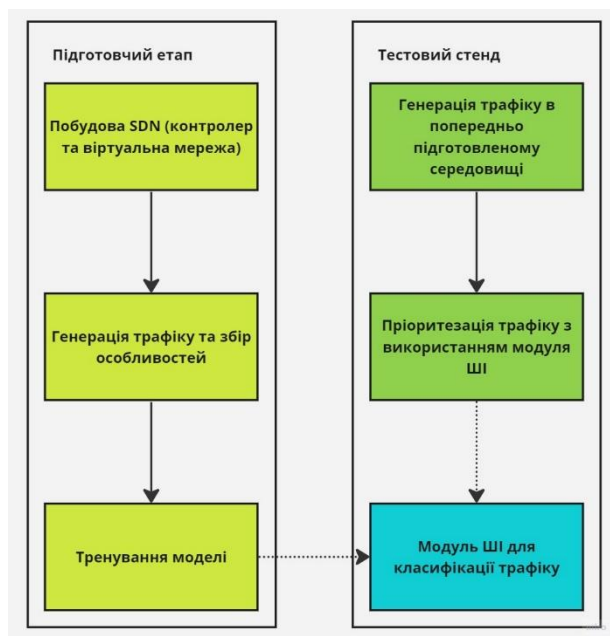 Підготовчий етап
Побудова SDN (контролер
та віртуальна мережа)
Генерація трафіку та збір
особливостей
Тренування моделі
Тестовий стенд
Генерація трафіку в
попередньо
підготовленому
середовищі
Пріоритезація трафіку з
використанням модуля
ШІ
Модуль ШІ для
класифікації трафіку